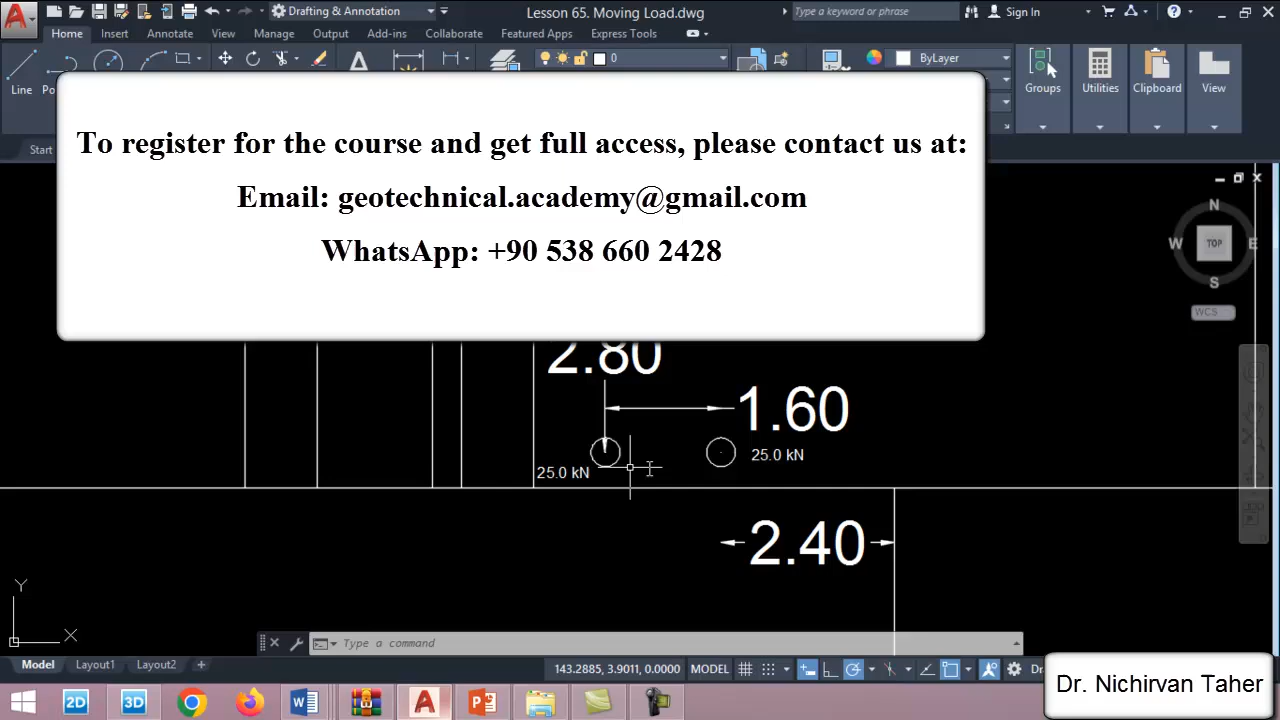 Drafting & Annotation
Lesson 65. Moving Load.dwg
Type a keyword or phrase
Sign In
Home Insert Annotate View Manage Output Add-ins Collaborate Featured Apps Express Tools
0
ByLayer
Line
Groups
Utilities
Clipboard
View
Start
To register for the course and get full access, please contact us at:
Email: geotechnical.academy@gmail.com
WhatsApp: +90 538 660 2428
N
W TOP E
S
WCS
2.80
1.60
25.0 kN
25.0 kN
2.40
Y
X
Type a command
Model Layout1 Layout2 +
143.2885, 3.9011, 0.0000 MODEL
Dr. Nichirvan Taher
2D 3D